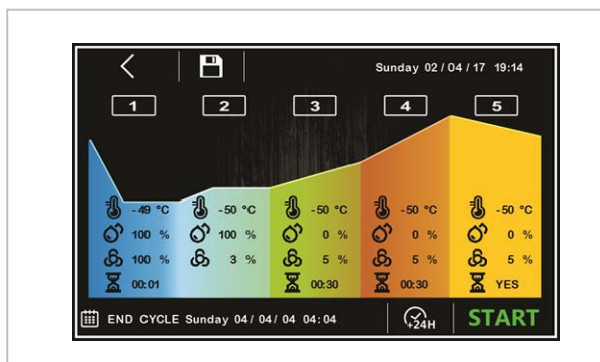 Sunday 02 / 04 / 17 19:14
1 2 3 4 5
-49 °C -50 °C -50 °C -50 °C -50 °C
100 % 100 % 0 % 0 % 0 %
100 % 3 % 5 % 5 % 5 %
00:01 00:30 00:30 YES
END CYCLE Sunday 04 / 04 / 04 04:04 +24H START